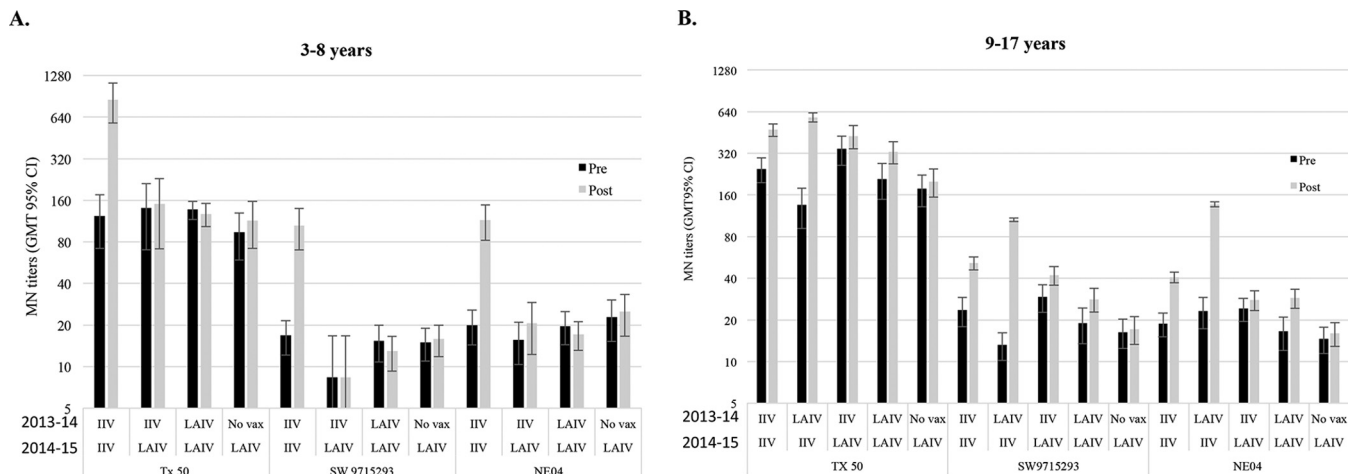 A.
3-8 years
MN titers (GMT 95% CI)
1280
640
320
160
80
40
20
10
5
Pre
Post
2013-14 IIV IIV LAIV No vax IIV IIV LAIV No vax IIV IIV LAIV No vax
2014-15 IIV LAIV LAIV LAIV IIV LAIV LAIV LAIV IIV LAIV LAIV LAIV
Tx 50 SW 9715293 NE04
B.
9-17 years
MN titers (GMT95% CI)
1280
640
320
160
80
40
20
10
5
Pre
Post
2013-14 IIV LAIV IIV LAIV No vax IIV LAIV IIV LAIV No vax IIV LAIV IIV LAIV No vax
2014-15 IIV IIV LAIV LAIV LAIV IIV IIV LAIV LAIV LAIV IIV IIV LAIV LAIV LAIV
TX 50 SW9715293 NE04